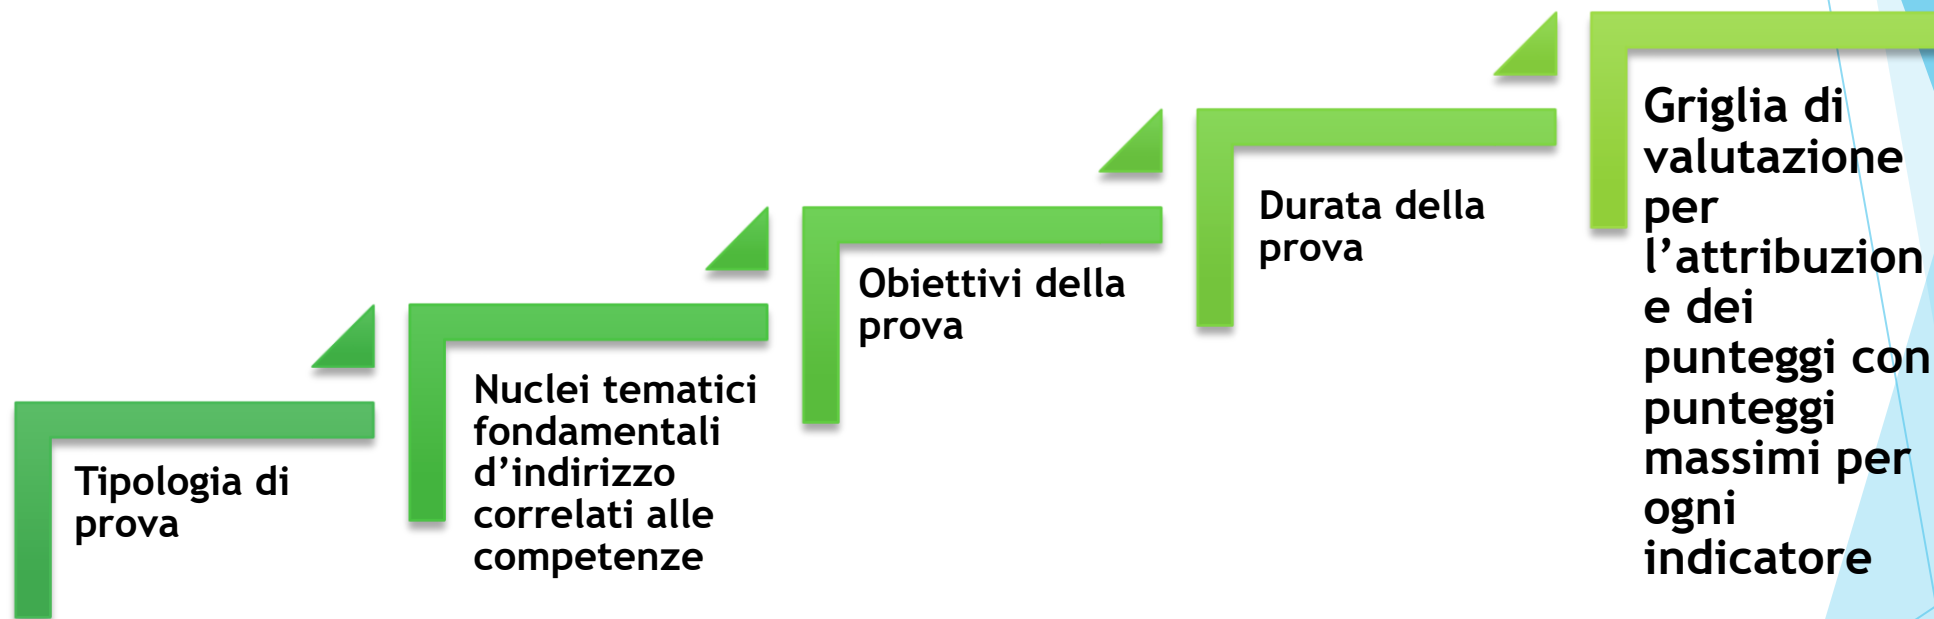 Tipologia di
prova
Nuclei tematici
fondamentali
d’indirizzo
correlati alle
competenze
Obiettivi della
prova
Durata della
prova
Griglia di
valutazione
per
l’attribuzion
e dei
punteggi con
punteggi
massimi per
ogni
indicatore